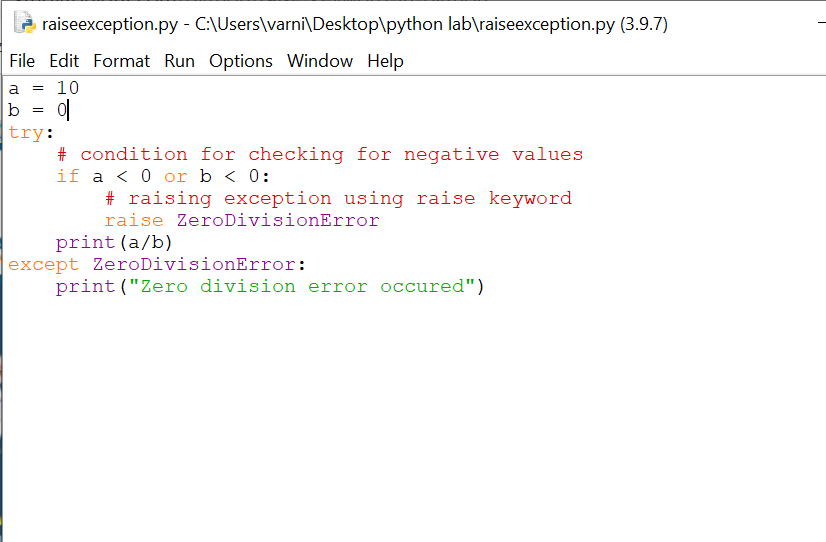 raiseexception.py - C:\Users\varni\Desktop\python lab\raiseexception.py (3.9.7)
File Edit Format Run Options Window Help
a = 10
b = 0
try:
    # condition for checking for negative values
    if a < 0 or b < 0:
        # raising exception using raise keyword
        raise ZeroDivisionError
    print(a/b)
except ZeroDivisionError:
    print("Zero division error occured")